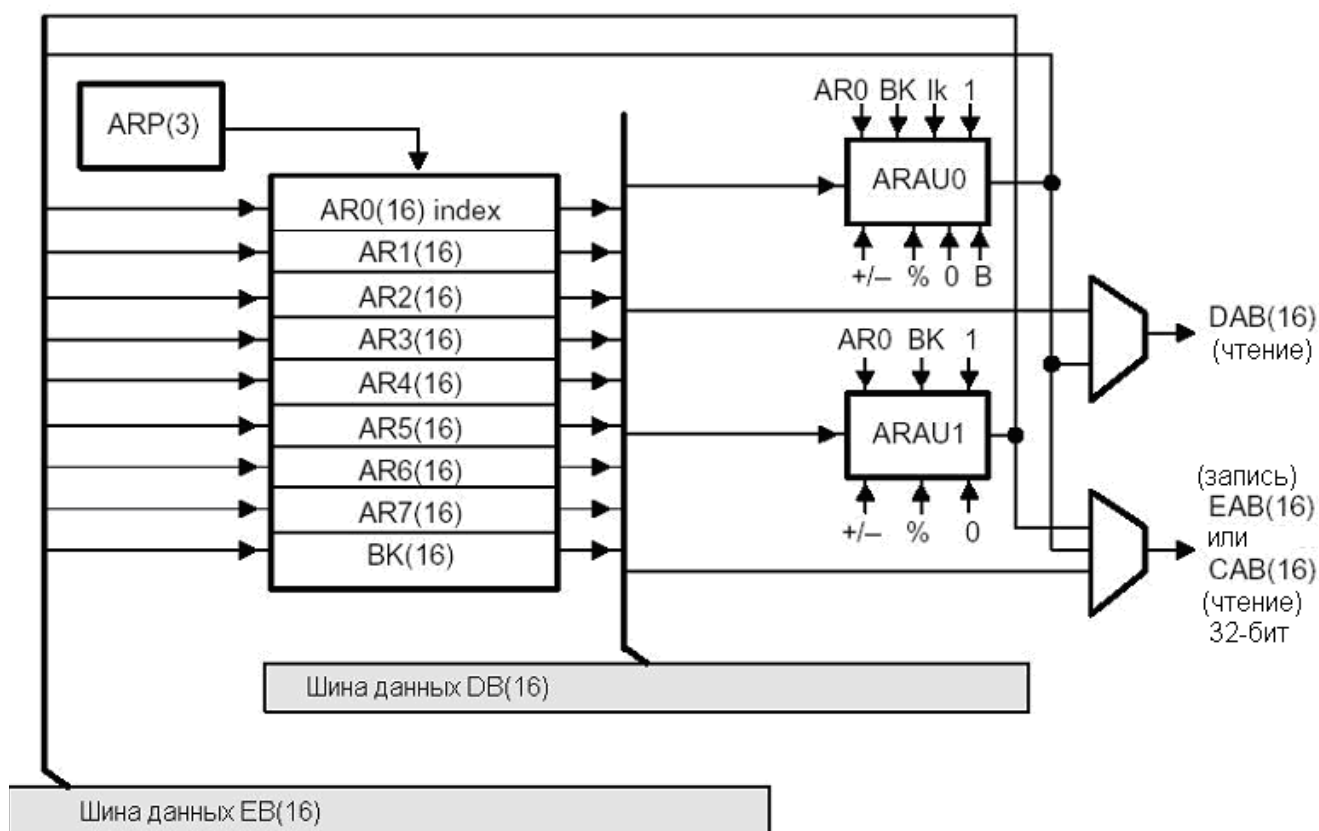 ARP(3)
AR0(16) index
AR1(16)
AR2(16)
AR3(16)
AR4(16)
AR5(16)
AR6(16)
AR7(16)
BK(16)
AR0 BK lk 1
ARAU0
+/– % 0 B
AR0 BK 1
ARAU1
+/– % 0
DAB(16)
(чтение)
(запись)
EAB(16)
или
CAB(16)
(чтение)
32-бит
Шина данных DB(16)
Шина данных EB(16)